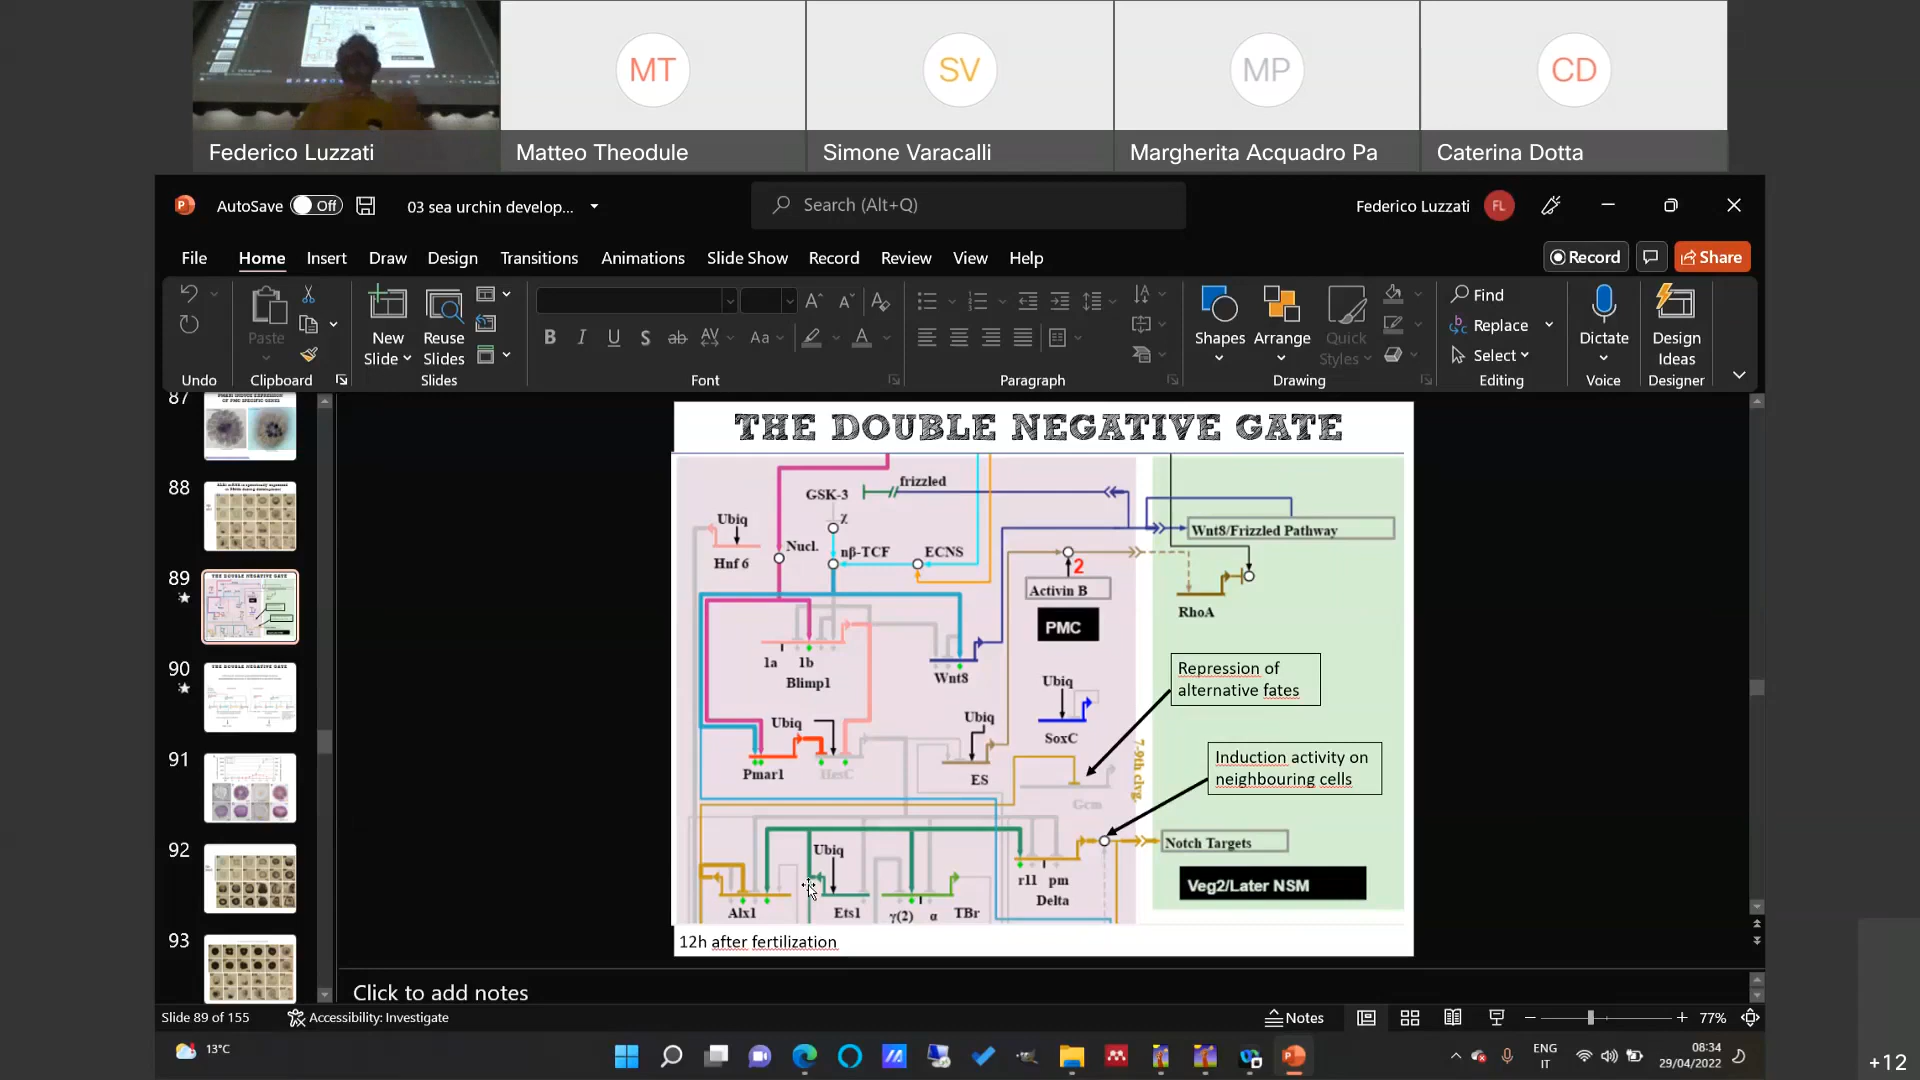 MT
SV
MP
CD
Federico Luzzati
Matteo Theodule
Simone Varacalli
Margherita Acquadro Pa
Caterina Dotta
AutoSave Off
03 sea urchin develop...
Search (Alt+Q)
Federico Luzzati FL
File Home Insert Draw Design Transitions Animations Slide Show Record Review View Help
Record
Share
Paste
New Slide
Reuse Slides
Shapes
Arrange
Quick Styles
Find
Replace
Select
Dictate
Design Ideas
Undo Clipboard Slides Font Paragraph Drawing Editing Voice Designer
87
88
89
90
91
92
93
THE DOUBLE NEGATIVE GATE
GSK-3
frizzled
χ
Ubiq
Hnf 6
Nucl.
nβ-TCF
ECNS
Wnt8/Frizzled Pathway
2
Activin B
PMC
RhoA
1a 1b
Blimp1
Wnt8
Repression of
alternative fates
Ubiq
SoxC
Ubiq
Ubiq
Pmar1
HesC
ES
Gcm
7-9th clvg.
Induction activity on
neighbouring cells
Notch Targets
Veg2/Later NSM
Ubiq
r11 pm
Delta
Alx1
Ets1
γ(2) α TBr
12h after fertilization
Click to add notes
Slide 89 of 155
Accessibility: Investigate
Notes
77%
13°C
ENG
IT
08:34
29/04/2022
+12